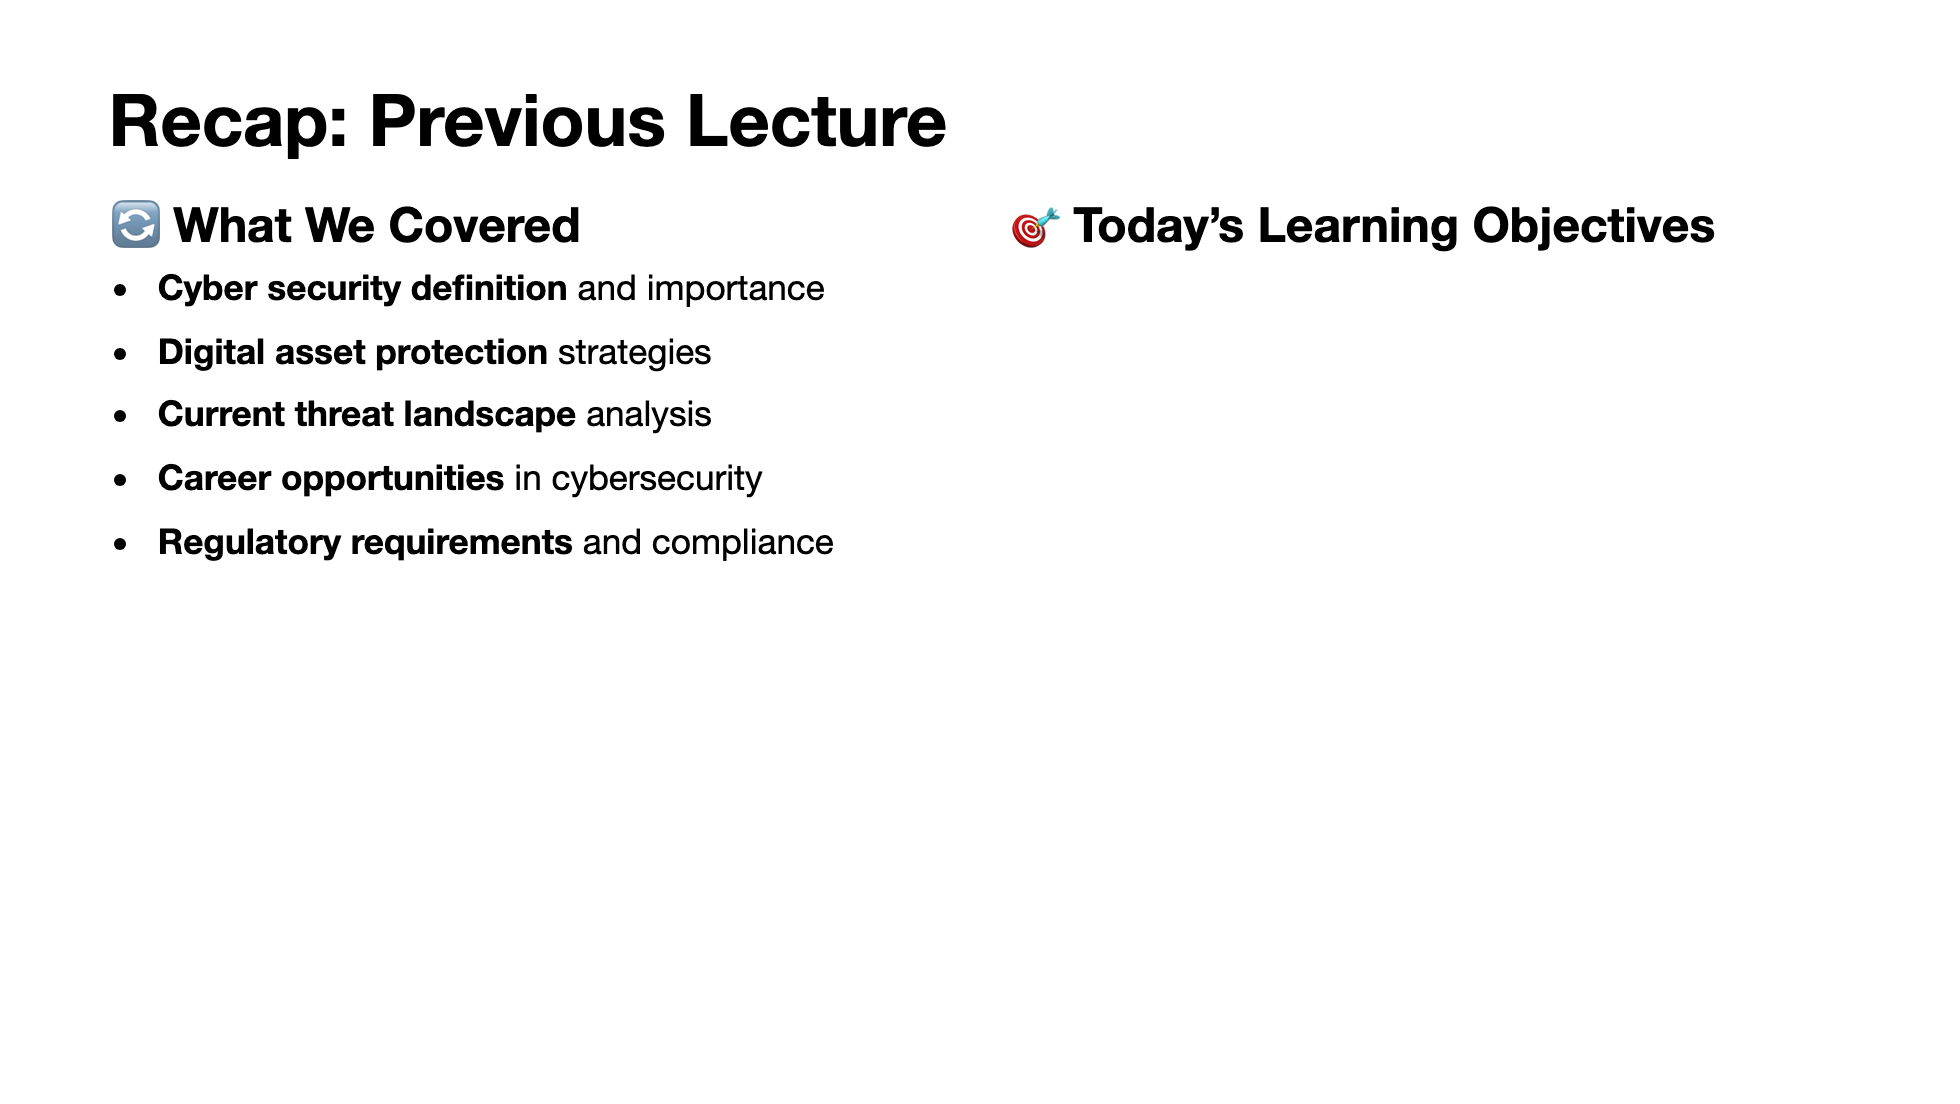 Recap: Previous Lecture
🔄 What We Covered
• Cyber security definition and importance
• Digital asset protection strategies
• Current threat landscape analysis
• Career opportunities in cybersecurity
• Regulatory requirements and compliance
🎯 Today’s Learning Objectives